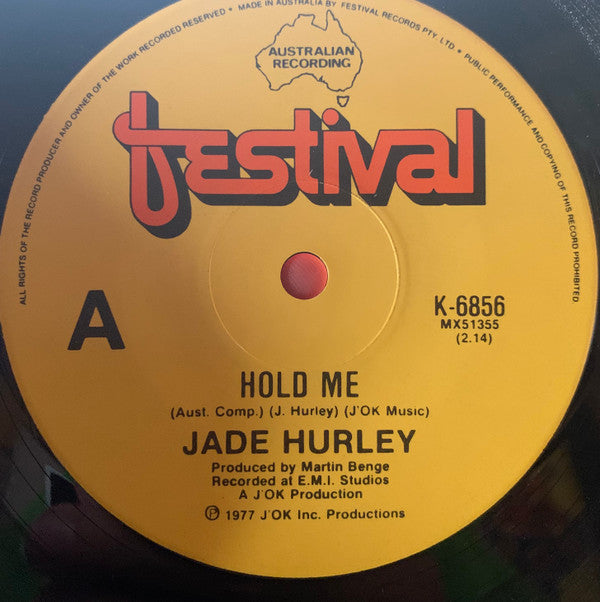 ALL RIGHTS OF THE RECORD PRODUCER AND OWNER OF THE WORK RECORDED RESERVED • MADE IN AUSTRALIA BY FESTIVAL RECORDS PTY. LTD • PUBLIC PERFORMANCE AND COPYING OF THIS RECORD PROHIBITED
AUSTRALIAN
RECORDING
festival
A
K-6856
MX51355
(2.14)
HOLD ME
(Aust. Comp.) (J. Hurley) (J'OK Music)
JADE HURLEY
Produced by Martin Benge
Recorded at E.M.I. Studios
A J'OK Production
℗ 1977 J'OK Inc. Productions